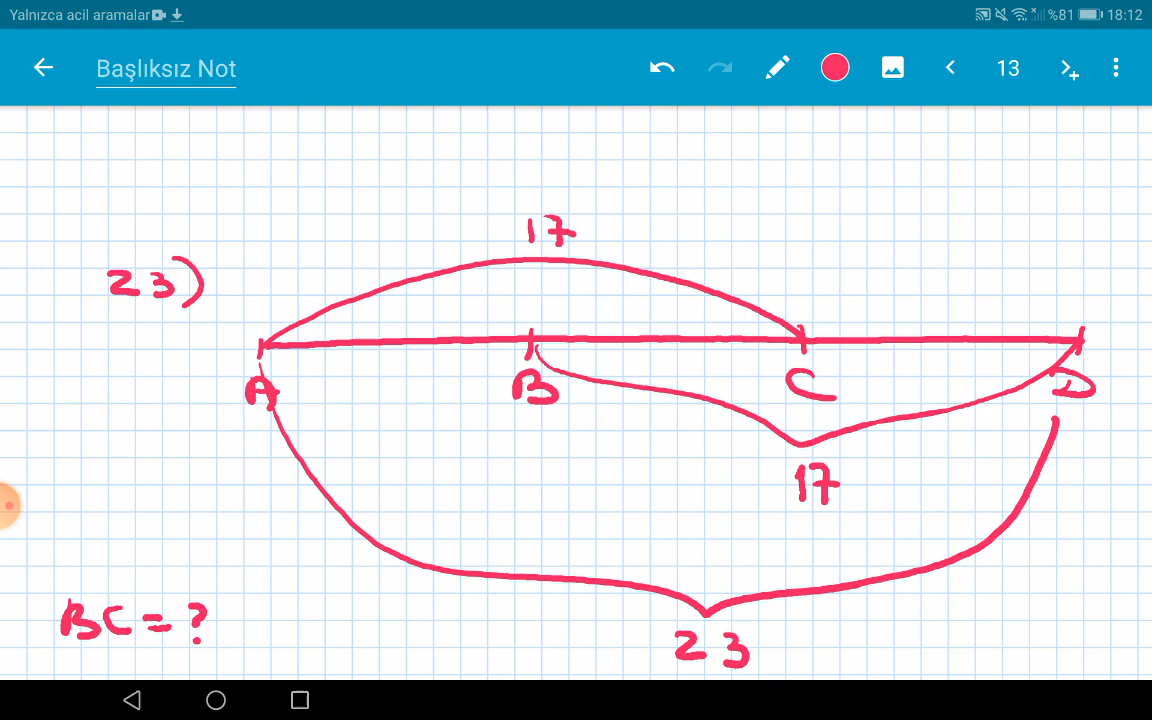 Yalnızca acil aramalar
%81 18:12
Başlıksız Not
13
17
23)
A B C D
17
BC=?
23